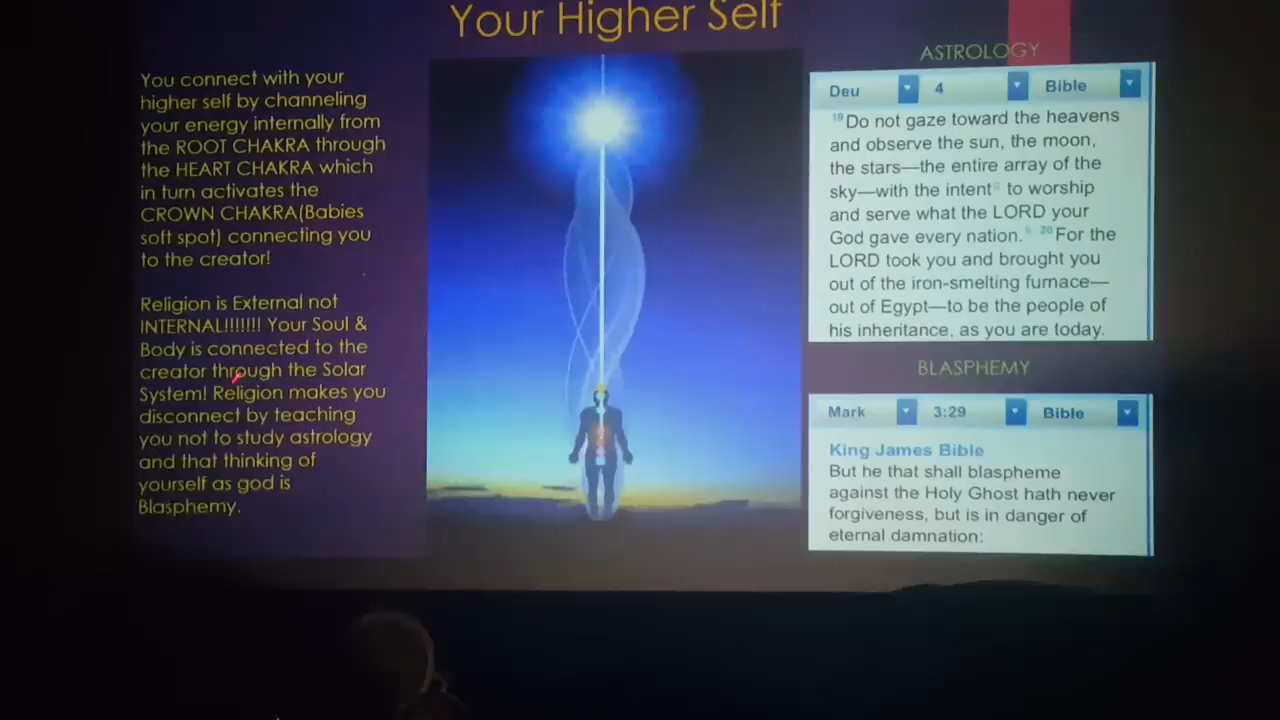 Your Higher Self
You connect with your
higher self by channeling
your energy internally from
the ROOT CHAKRA through
the HEART CHAKRA which
in turn activates the
CROWN CHAKRA(Babies
soft spot) connecting you
to the creator!
Religion is External not
INTERNAL!!!!!!! Your Soul &
Body is connected to the
creator through the Solar
System! Religion makes you
disconnect by teaching
you not to study astrology
and that thinking of
yourself as god is
Blasphemy.
ASTROLOGY
Deu 4 Bible
19 Do not gaze toward the heavens
and observe the sun, the moon,
the stars—the entire array of the
sky—with the intent to worship
and serve what the LORD your
God gave every nation. 20 For the
LORD took you and brought you
out of the iron-smelting furnace—
out of Egypt—to be the people of
his inheritance, as you are today.
BLASPHEMY
Mark 3:29 Bible
King James Bible
But he that shall blaspheme
against the Holy Ghost hath never
forgiveness, but is in danger of
eternal damnation: